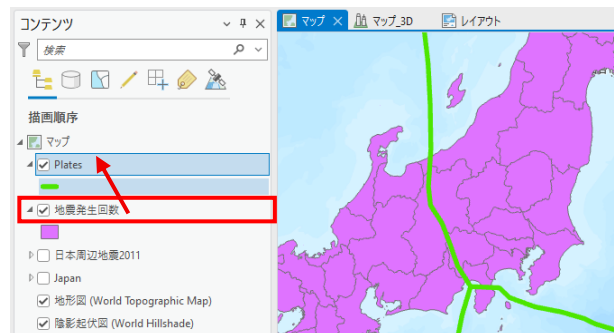 コンテンツ
マップ
マップ_3D
レイアウト
検索
描画順序
マップ
Plates
地震発生回数
日本周辺地震2011
Japan
地形図 (World Topographic Map)
陰影起伏図 (World Hillshade)